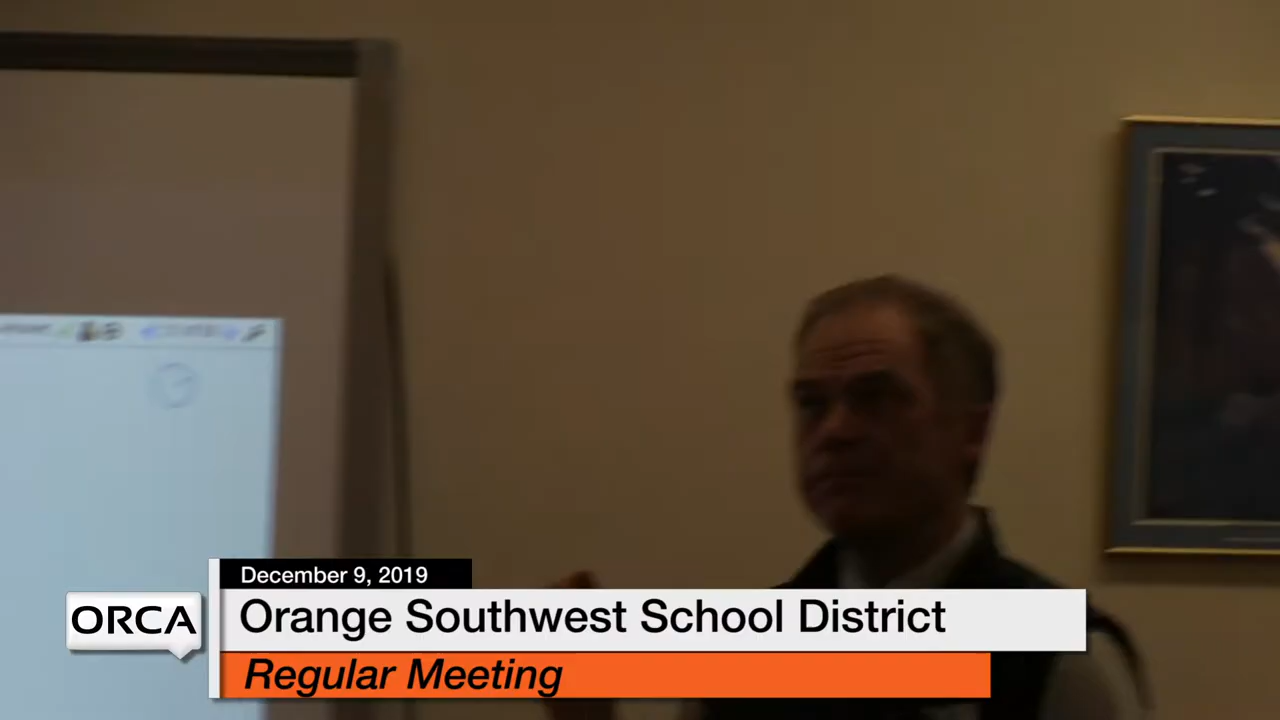 December 9, 2019
ORCA
Orange Southwest School District
Regular Meeting